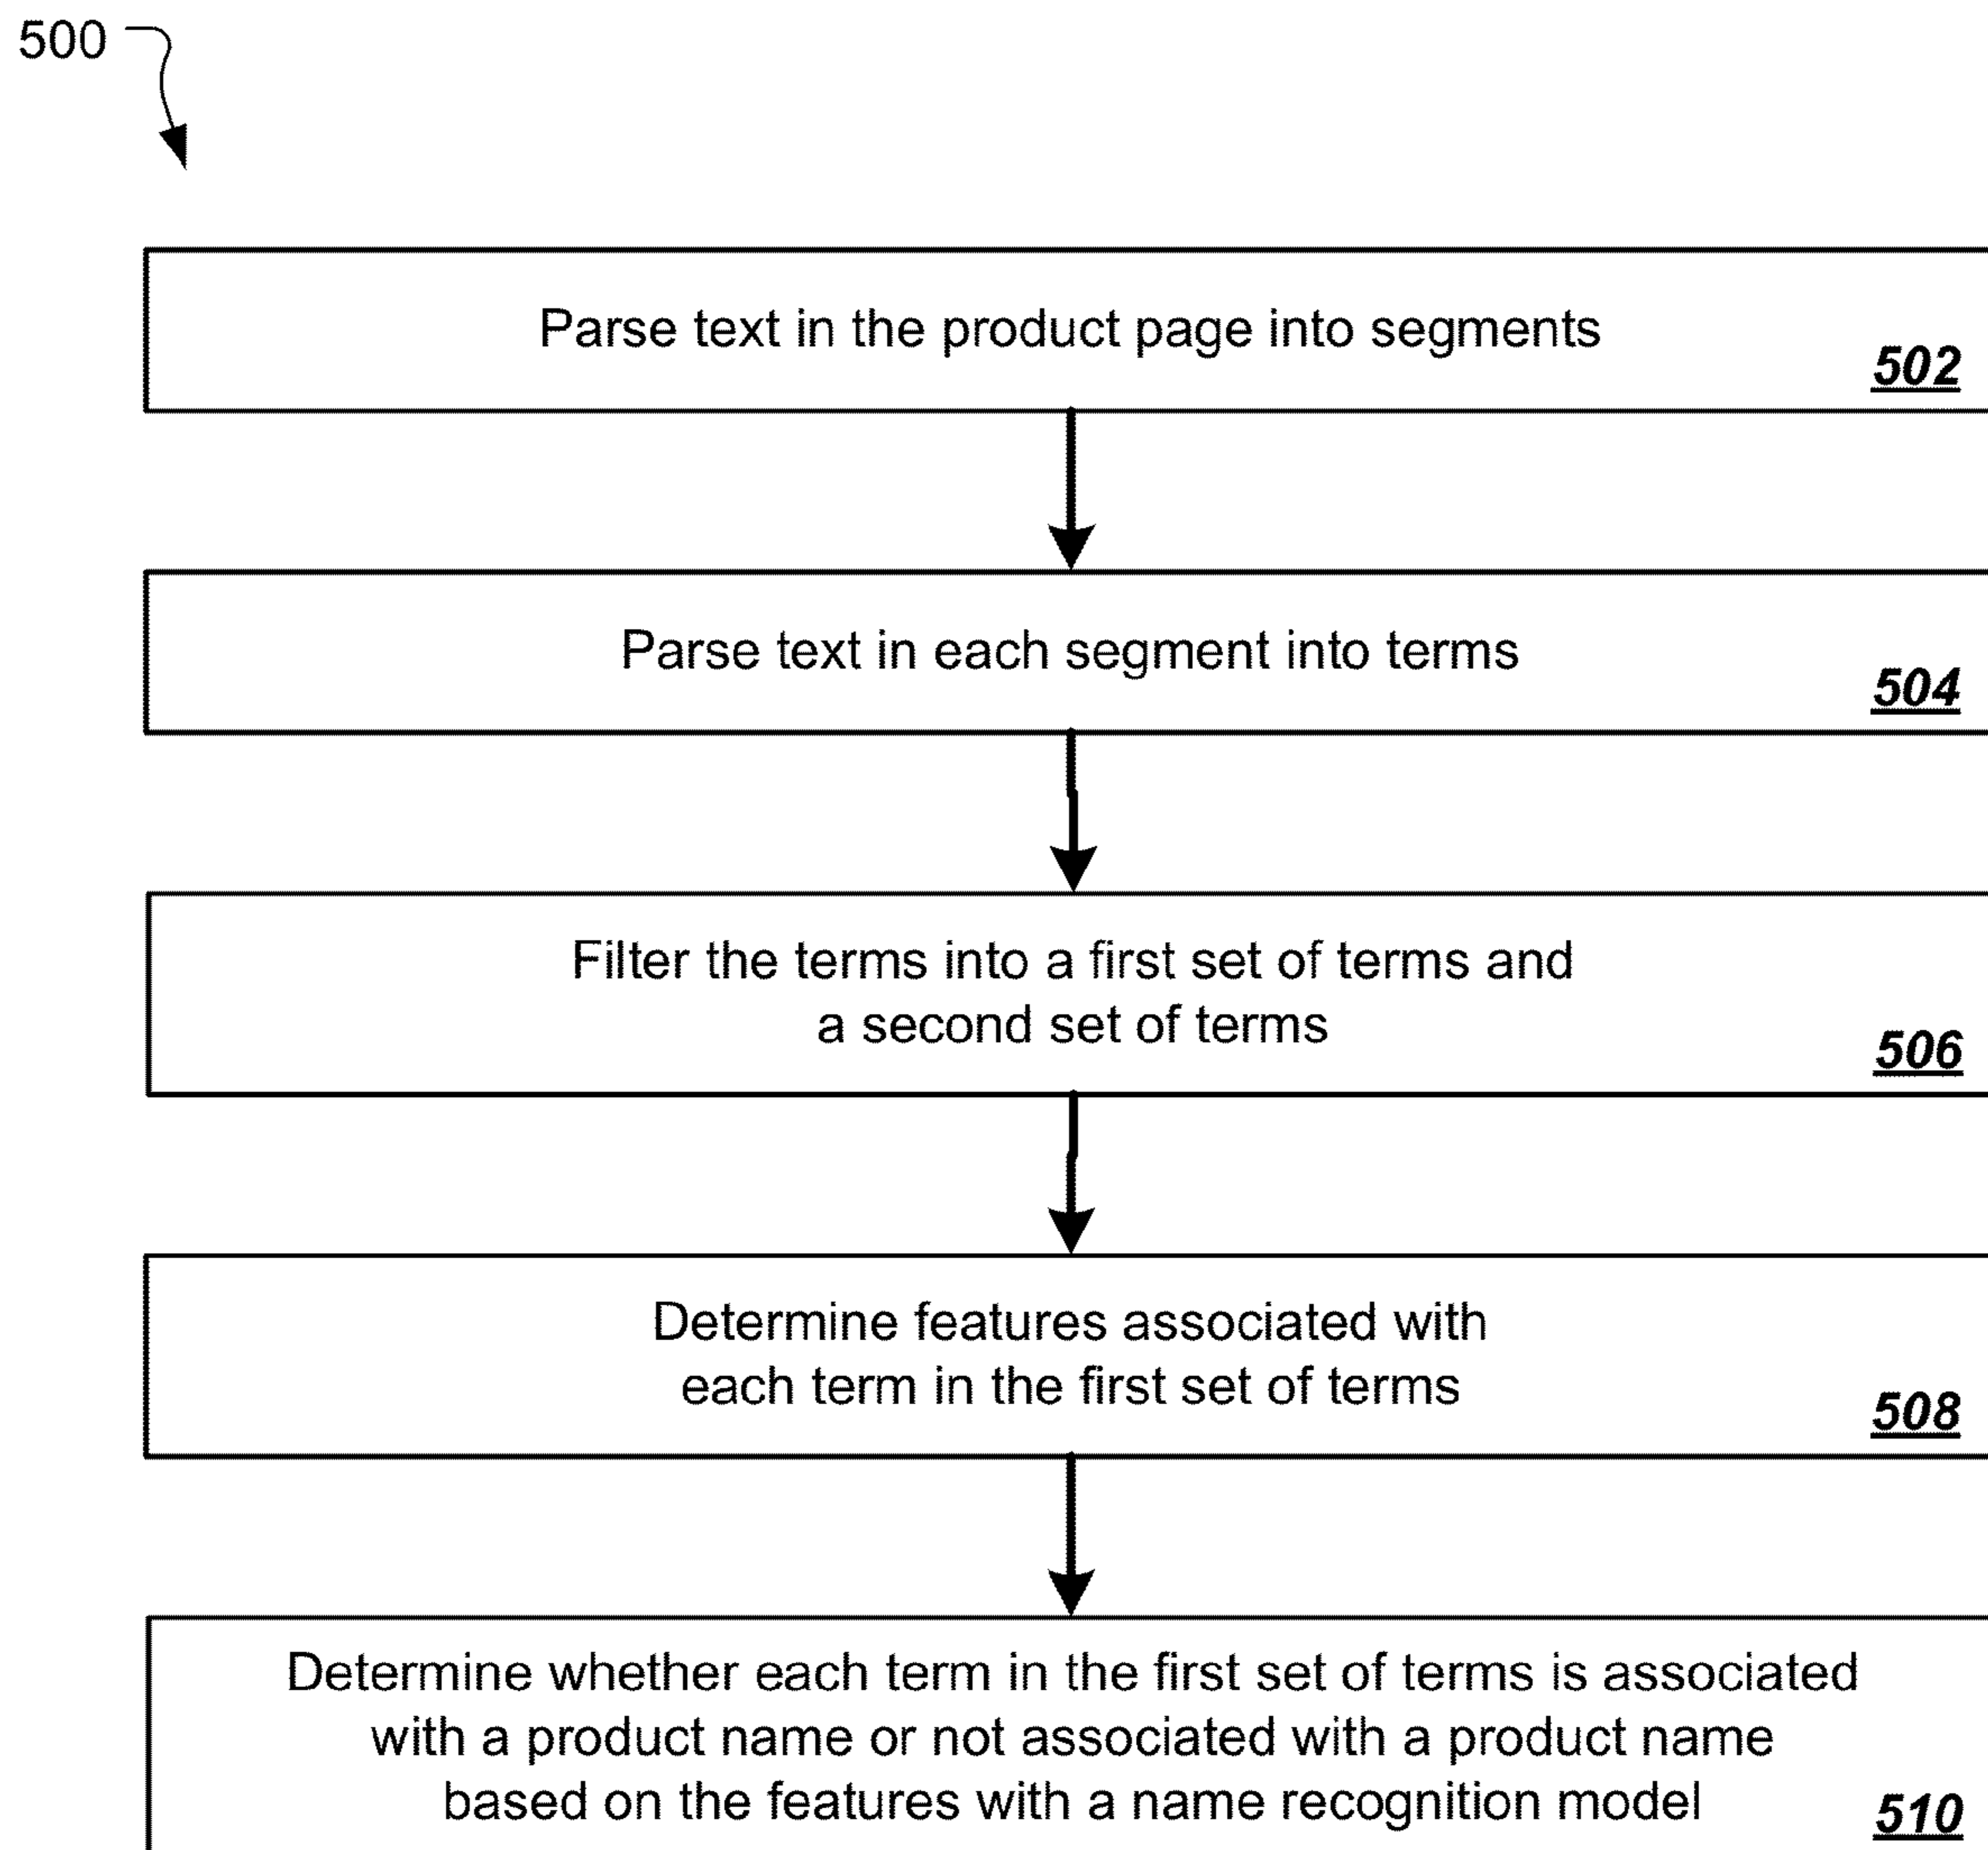 500
Parse text in the product page into segments
502
Parse text in each segment into terms
504
Filter the terms into a first set of terms and
a second set of terms
506
Determine features associated with
each term in the first set of terms
508
Determine whether each term in the first set of terms is associated
with a product name or not associated with a product name
based on the features with a name recognition model
510